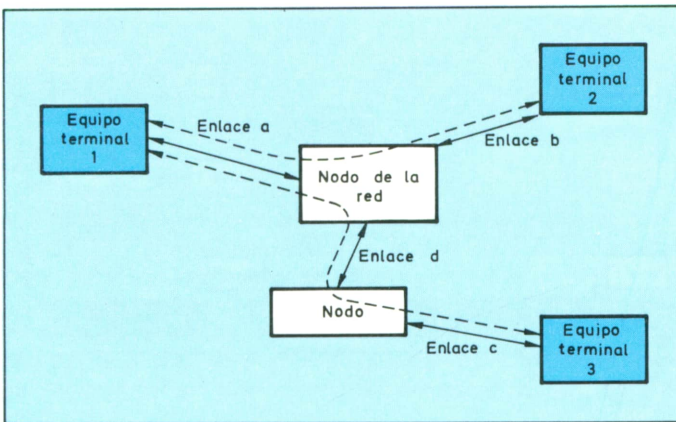 Equipo
terminal
1
Enlace a
Equipo
terminal
2
Enlace b
Nodo de la
red
Enlace d
Nodo
Enlace c
Equipo
terminal
3